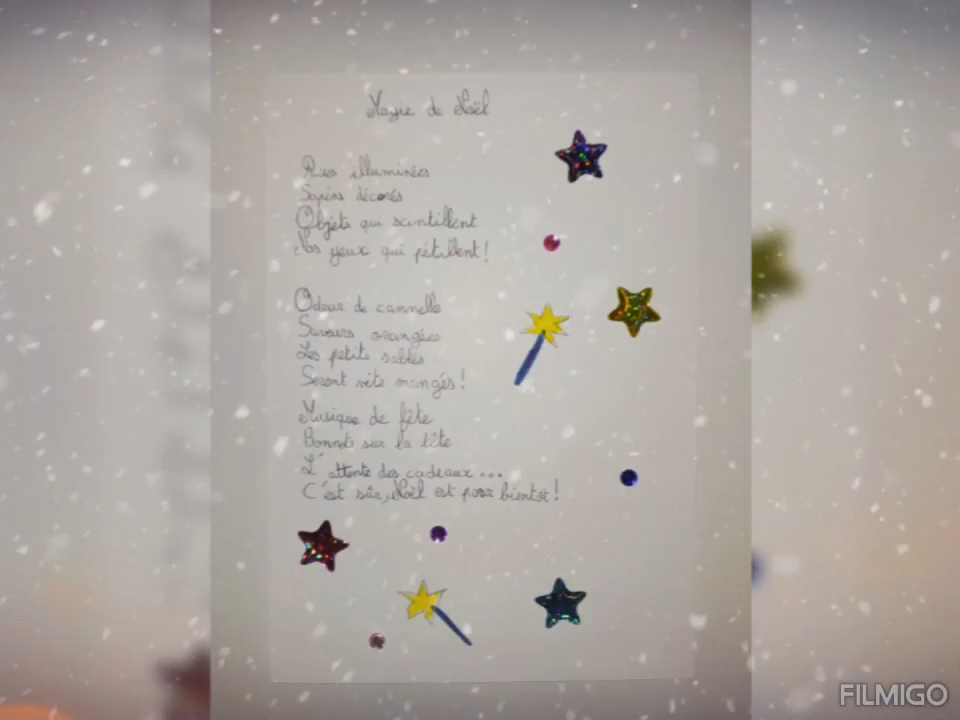 Magie de Noël
Rues illuminées
Sapins décorés
Objets qui scintillent
Nos yeux qui pétillent !
Odeur de cannelle
Saveurs orangées
Les petits sablés
Seront vite mangés !
Musique de fête
Bonnet sur la tête
L'attente des cadeaux...
C'est sûr, Noël est pour bientot !
FILMIGO